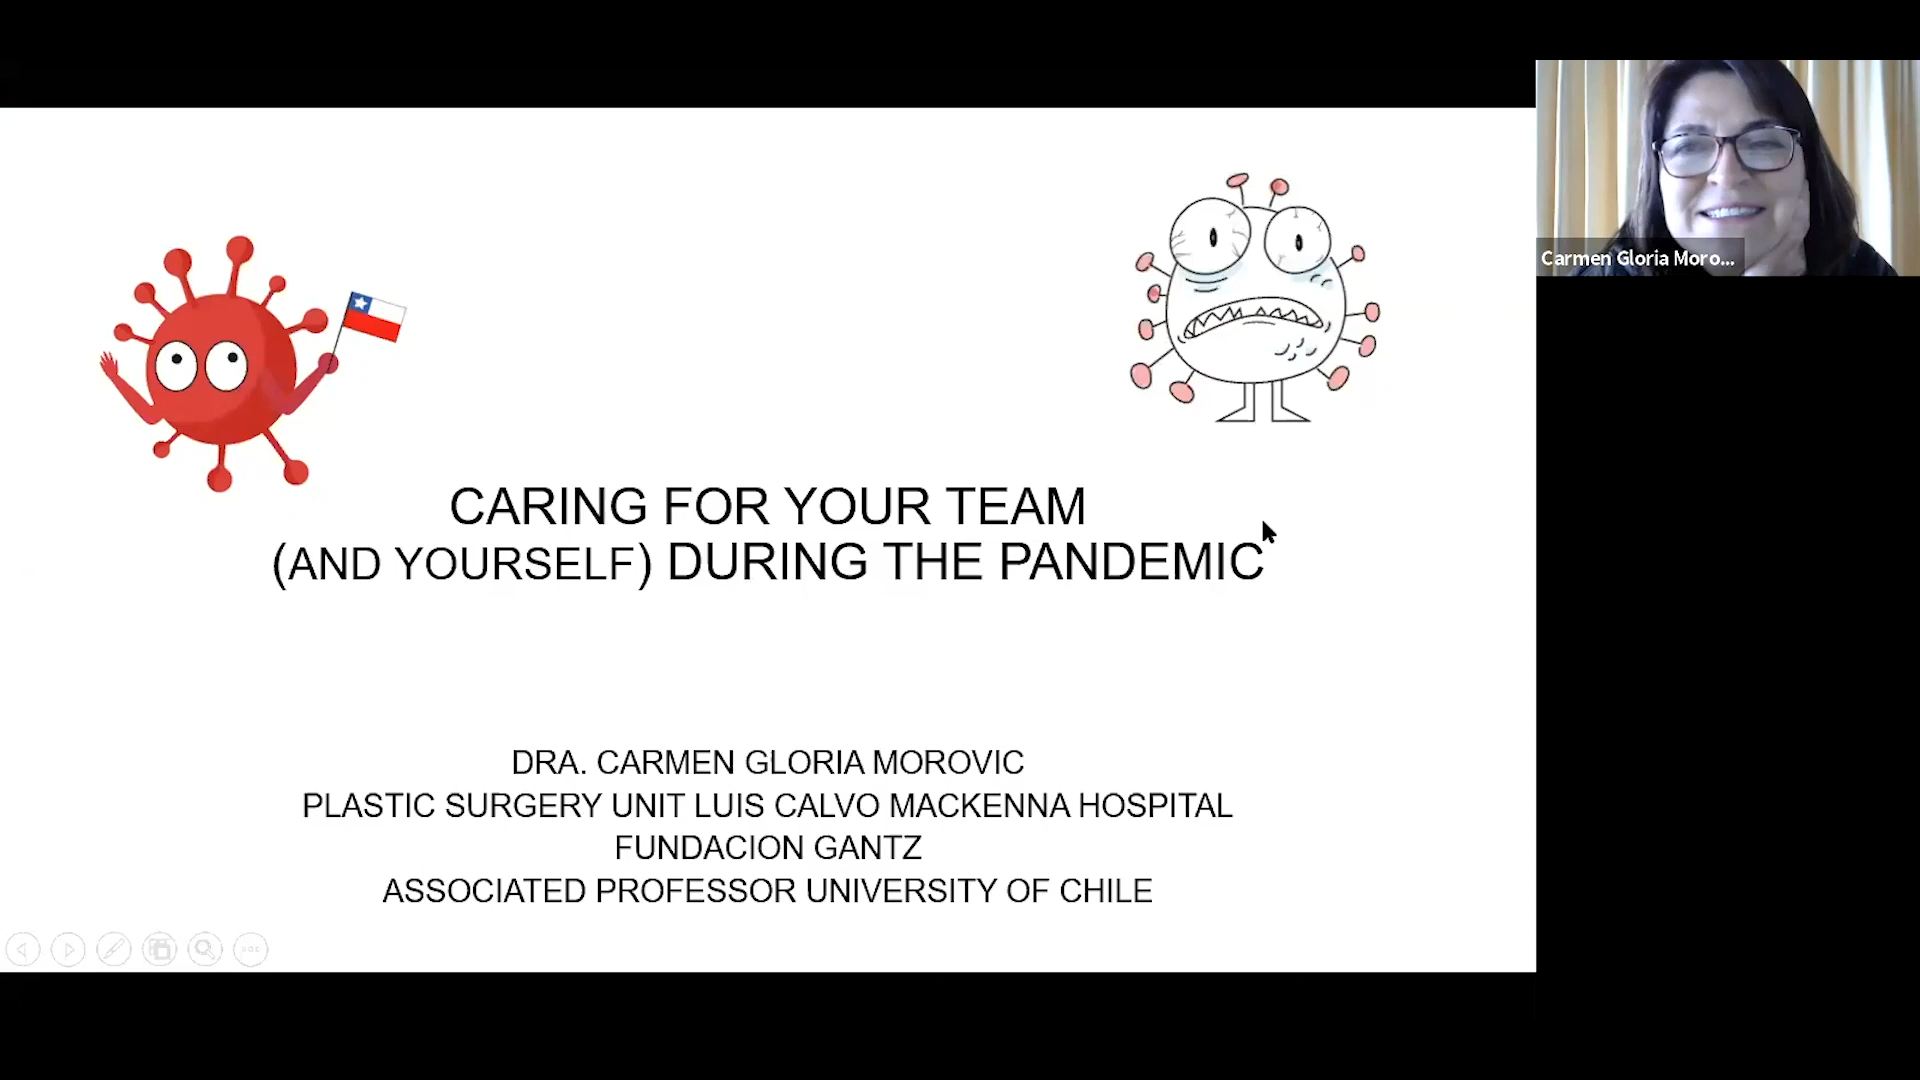 CARING FOR YOUR TEAM
(AND YOURSELF) DURING THE PANDEMIC
DRA. CARMEN GLORIA MOROVIC
PLASTIC SURGERY UNIT LUIS CALVO MACKENNA HOSPITAL
FUNDACION GANTZ
ASSOCIATED PROFESSOR UNIVERSITY OF CHILE
Carmen Gloria Moro...